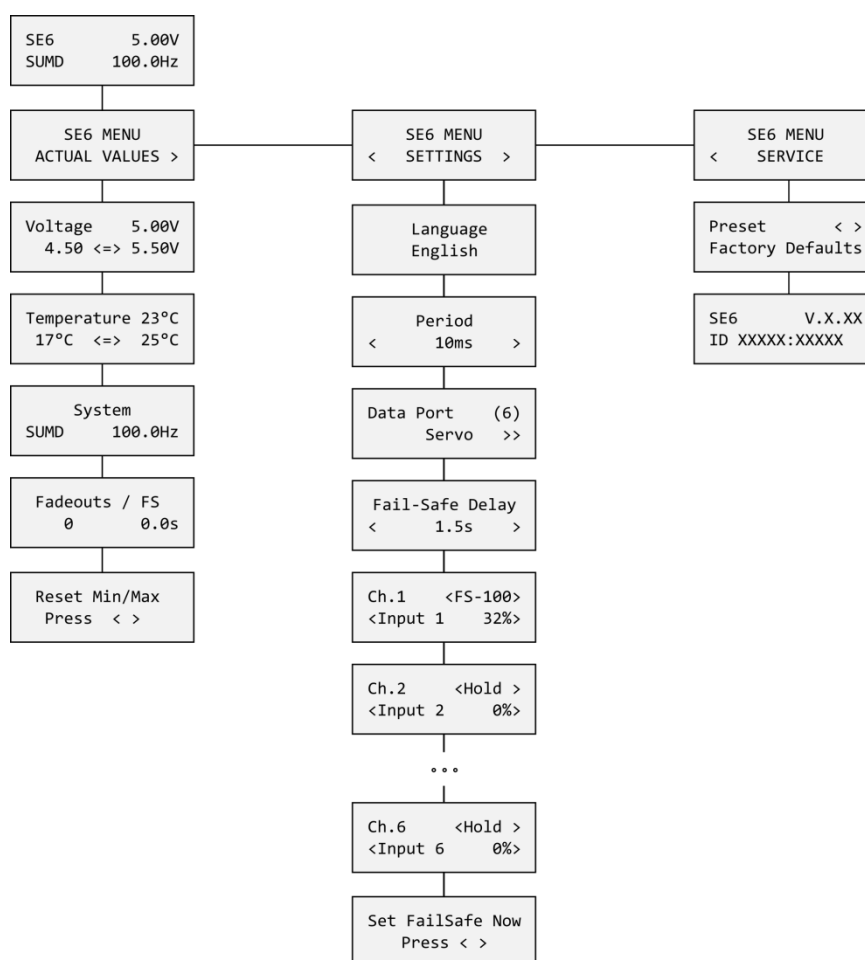 SE6 5.00V
SUMD 100.0Hz
SE6 MENU
ACTUAL VALUES >
Voltage 5.00V
4.50 <=> 5.50V
Temperature 23°C
17°C <=> 25°C
System
SUMD 100.0Hz
Fadeouts / FS
0 0.0s
Reset Min/Max
Press < >
SE6 MENU
< SETTINGS >
Language
English
Period
< 10ms >
Data Port (6)
Servo >>
Fail-Safe Delay
< 1.5s >
Ch.1 <FS-100>
<Input 1 32%>
Ch.2 <Hold >
<Input 2 0%>
°°°
Ch.6 <Hold >
<Input 6 0%>
Set FailSafe Now
Press < >
SE6 MENU
< SERVICE
Preset < >
Factory Defaults
SE6 V.X.XX
ID XXXXX:XXXXX